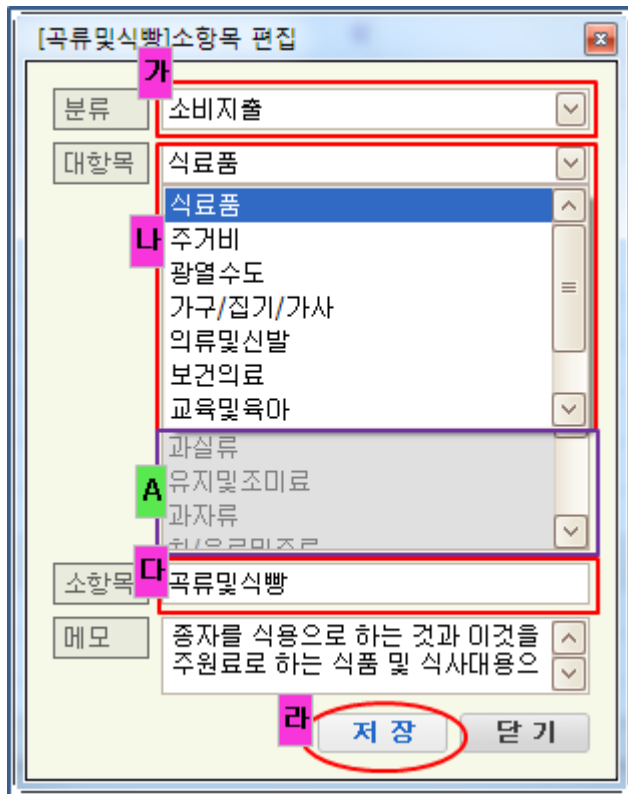 [곡류및식빵]소항목 편집
가
분류
소비지출
대항목
식료품
식료품
나
주거비
광열수도
가구/집기/가사
의류및신발
보건의료
교육및육아
과실류
A
유지및조미료
과자류
다
소항목
곡류및식빵
메모
종자를 식용으로 하는 것과 이것을
주원료로 하는 식품 및 식사대용으
라
저 장
닫 기